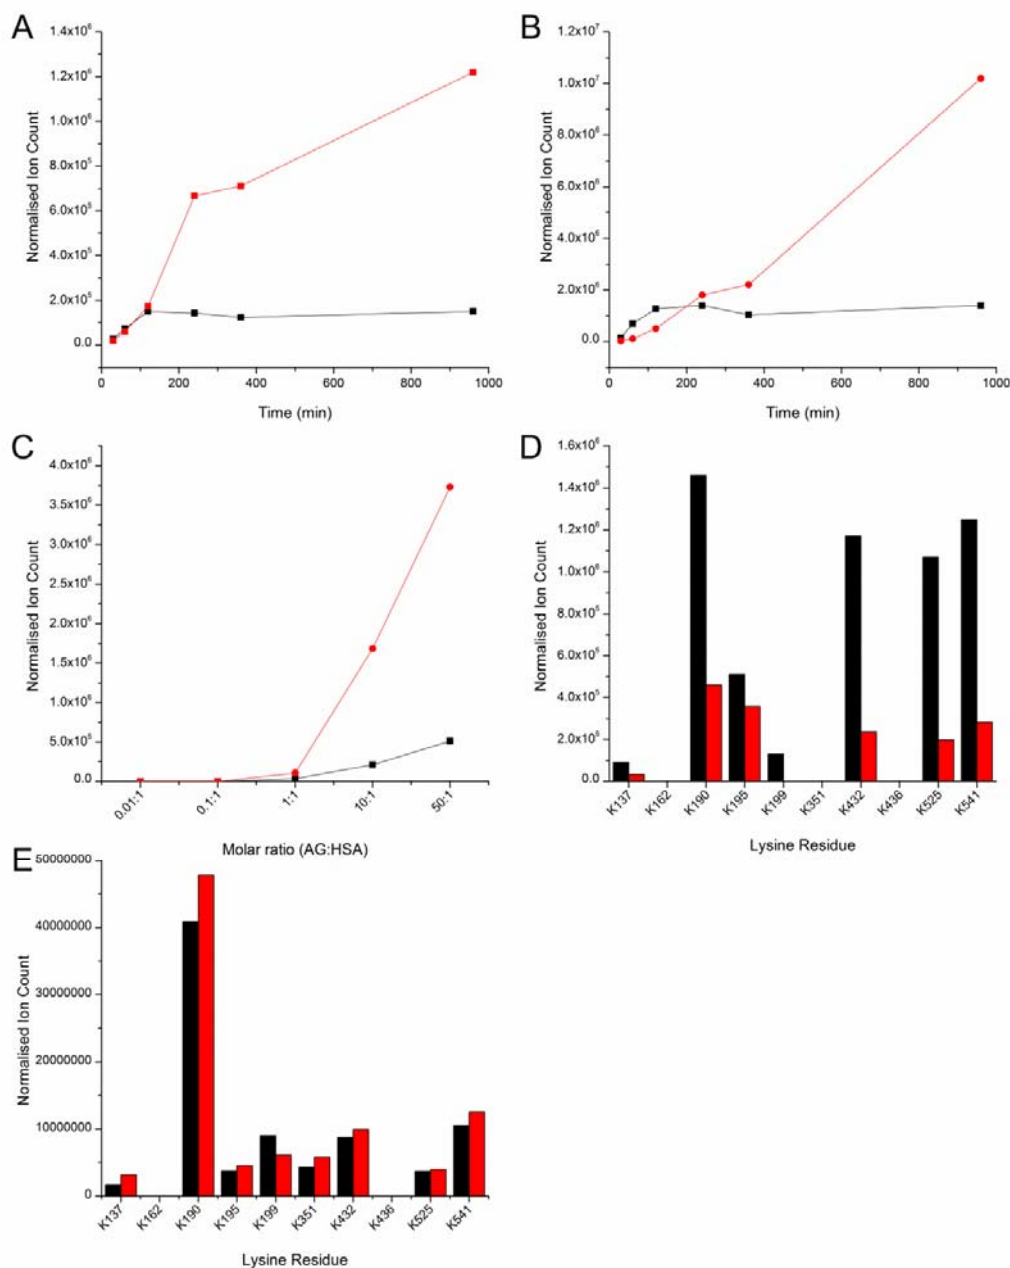 A
1.4x10⁶
1.2x10⁶
1.0x10⁶
8.0x10⁵
6.0x10⁵
4.0x10⁵
2.0x10⁵
0.0
Normalised Ion Count
0 200 400 600 800 1000
Time (min)
B
1.2x10⁷
1.0x10⁷
8.0x10⁶
6.0x10⁶
4.0x10⁶
2.0x10⁶
0.0
Normalised Ion Count
0 200 400 600 800 1000
Time (min)
C
4.0x10⁶
3.5x10⁶
3.0x10⁶
2.5x10⁶
2.0x10⁶
1.5x10⁶
1.0x10⁶
5.0x10⁵
0.0
Normalised Ion Count
0.01:1 0.1:1 1:1 10:1 50:1
Molar ratio (AG:HSA)
D
1.6x10⁶
1.4x10⁶
1.2x10⁶
1.0x10⁶
8.0x10⁵
6.0x10⁵
4.0x10⁵
2.0x10⁵
0.0
Normalised Ion Count
K137 K162 K190 K195 K199 K351 K432 K436 K525 K541
Lysine Residue
E
50000000
40000000
30000000
20000000
10000000
0
Normalised Ion Count
K137 K162 K190 K195 K199 K351 K432 K436 K525 K541
Lysine Residue